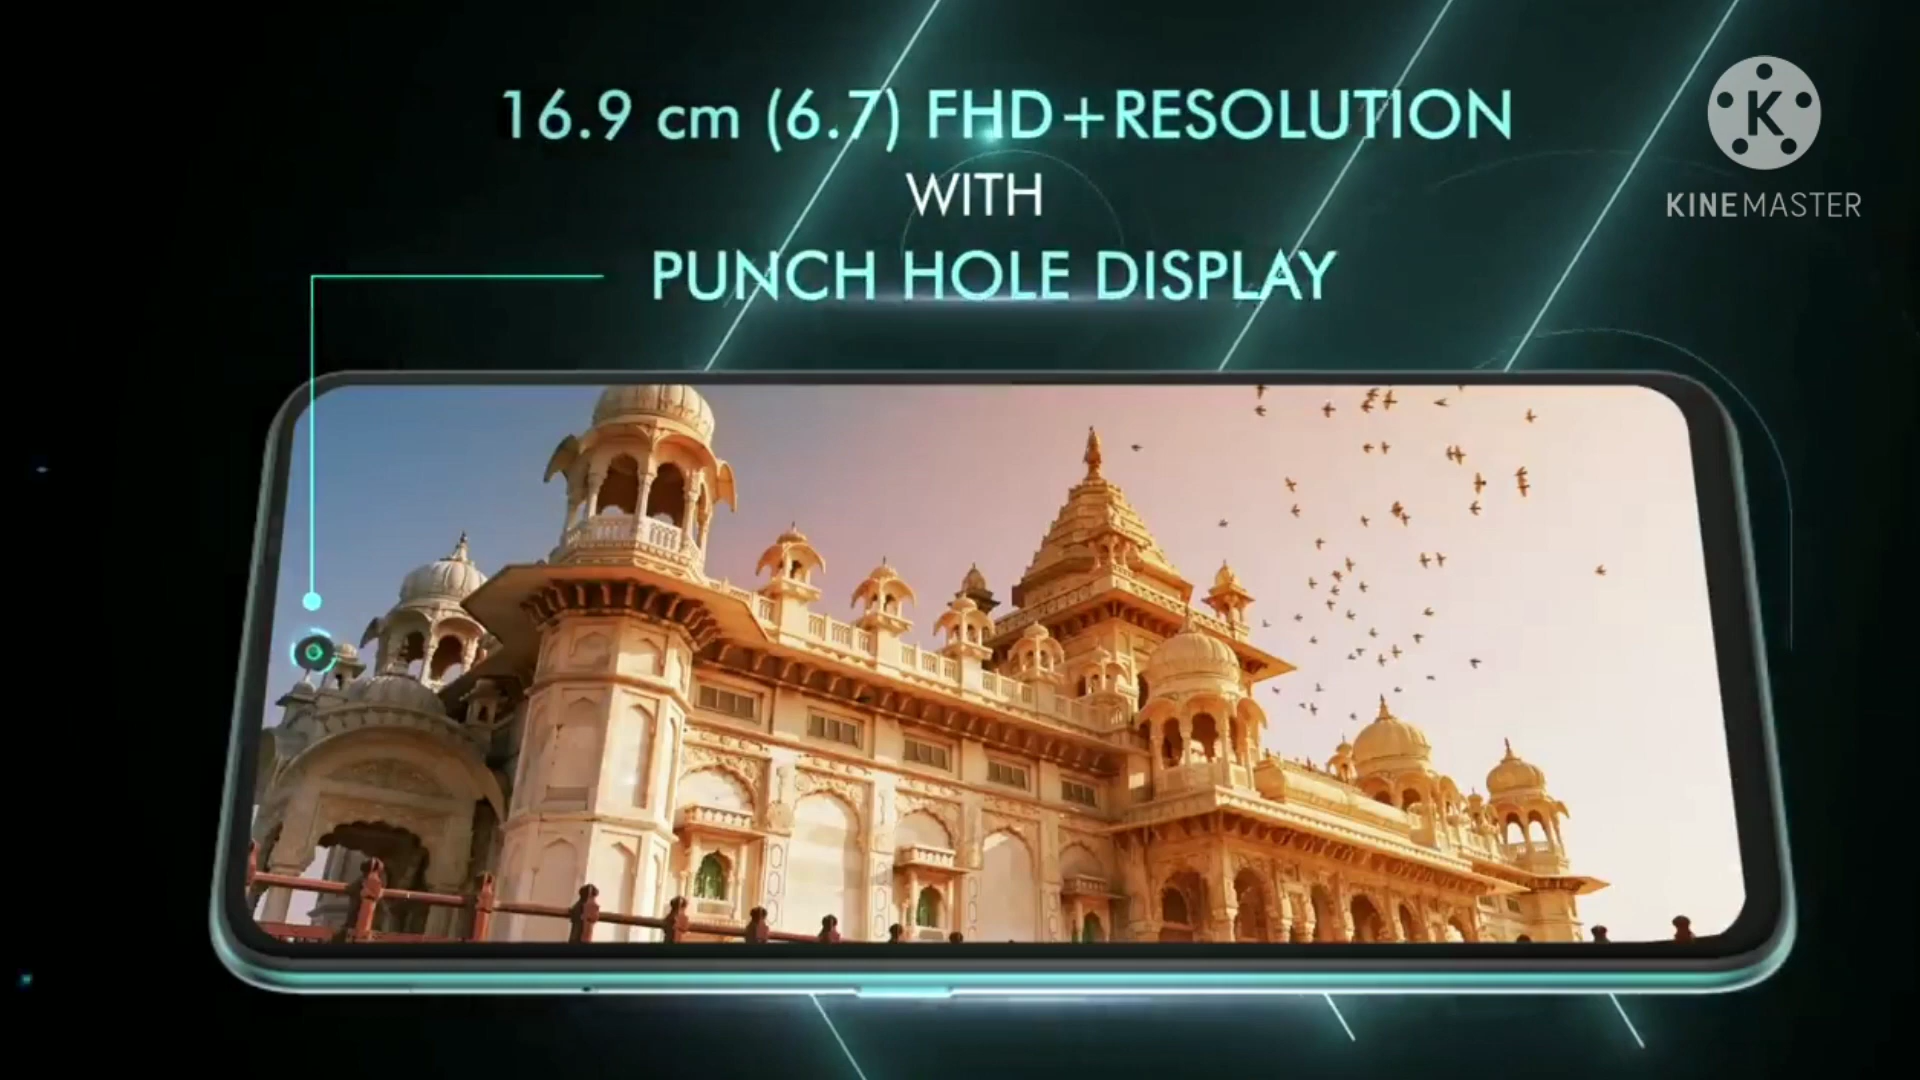 16.9 cm (6.7) FHD+RESOLUTION
WITH
PUNCH HOLE DISPLAY
K
KINEMASTER